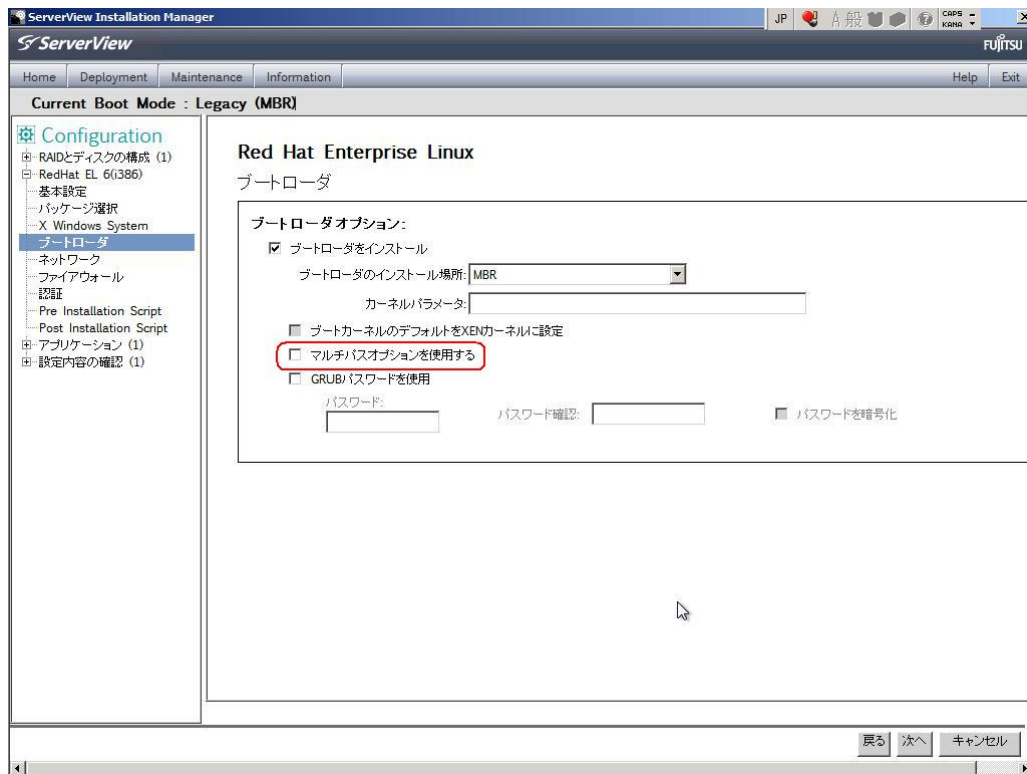 ServerView Installation Manager
JP A 般 CAPS KANA
ServerView FUJITSU
Home Deployment Maintenance Information Help Exit
Current Boot Mode : Legacy (MBR)
Configuration
RAIDとディスクの構成 (1)
RedHat EL 6(i386)
基本設定
パッケージ選択
X Windows System
ブートローダ
ネットワーク
ファイアウォール
認証
Pre Installation Script
Post Installation Script
アプリケーション (1)
設定内容の確認 (1)
Red Hat Enterprise Linux
ブートローダ
ブートローダオプション:
ブートローダをインストール
ブートローダのインストール場所: MBR
カーネルパラメータ:
ブートカーネルのデフォルトをXENカーネルに設定
マルチパスオプションを使用する
GRUBパスワードを使用
パスワード:
パスワード確認: パスワードを暗号化
戻る 次へ キャンセル